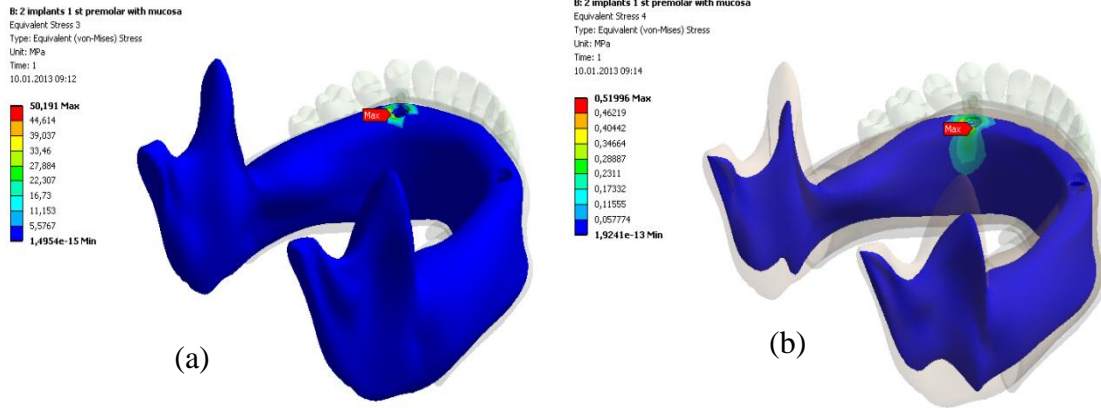 B: 2 implants 1 st premolar with mucosa
Equivalent Stress 3
Type: Equivalent (von-Mises) Stress
Unit: MPa
Time: 1
10.01.2013 09:12
50,191 Max
44,614
39,037
33,46
27,884
22,307
16,73
11,153
5,5767
1,4954e-15 Min
Max
(a)
B: 2 implants 1 st premolar with mucosa
Equivalent Stress 4
Type: Equivalent (von-Mises) Stress
Unit: MPa
Time: 1
10.01.2013 09:14
0,51996 Max
0,46219
0,40442
0,34664
0,28887
0,2311
0,17332
0,11555
0,057774
1,9241e-13 Min
Max
(b)